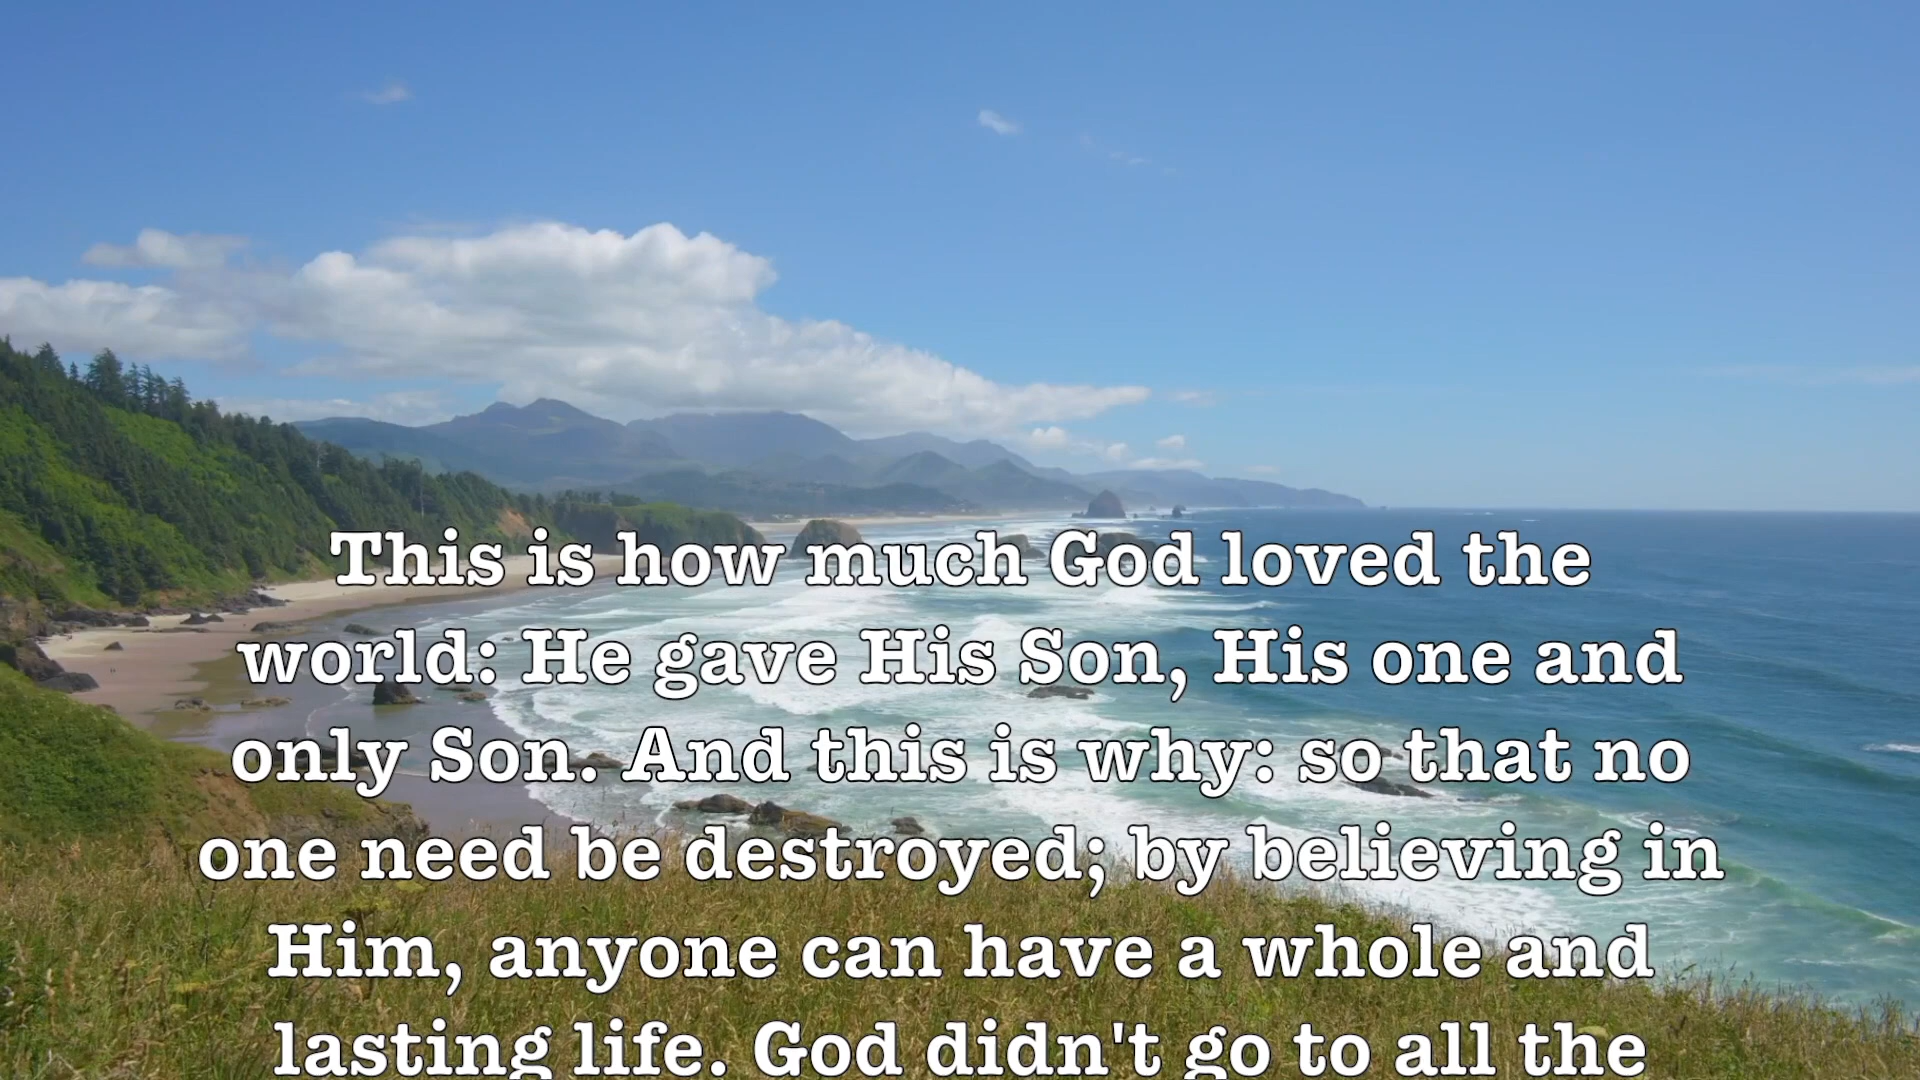 This is how much God loved the
world: He gave His Son, His one and
only Son. And this is why: so that no
one need be destroyed; by believing in
Him, anyone can have a whole and
lasting life. God didn't go to all the